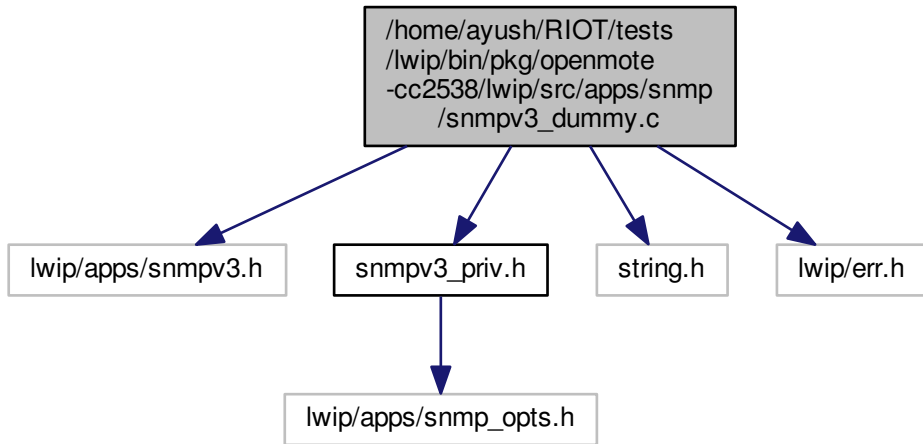 /home/ayush/RIOT/tests
/lwip/bin/pkg/openmote
-cc2538/lwip/src/apps/snmp
/snmpv3_dummy.c
lwip/apps/snmpv3.h
snmpv3_priv.h
string.h
lwip/err.h
lwip/apps/snmp_opts.h